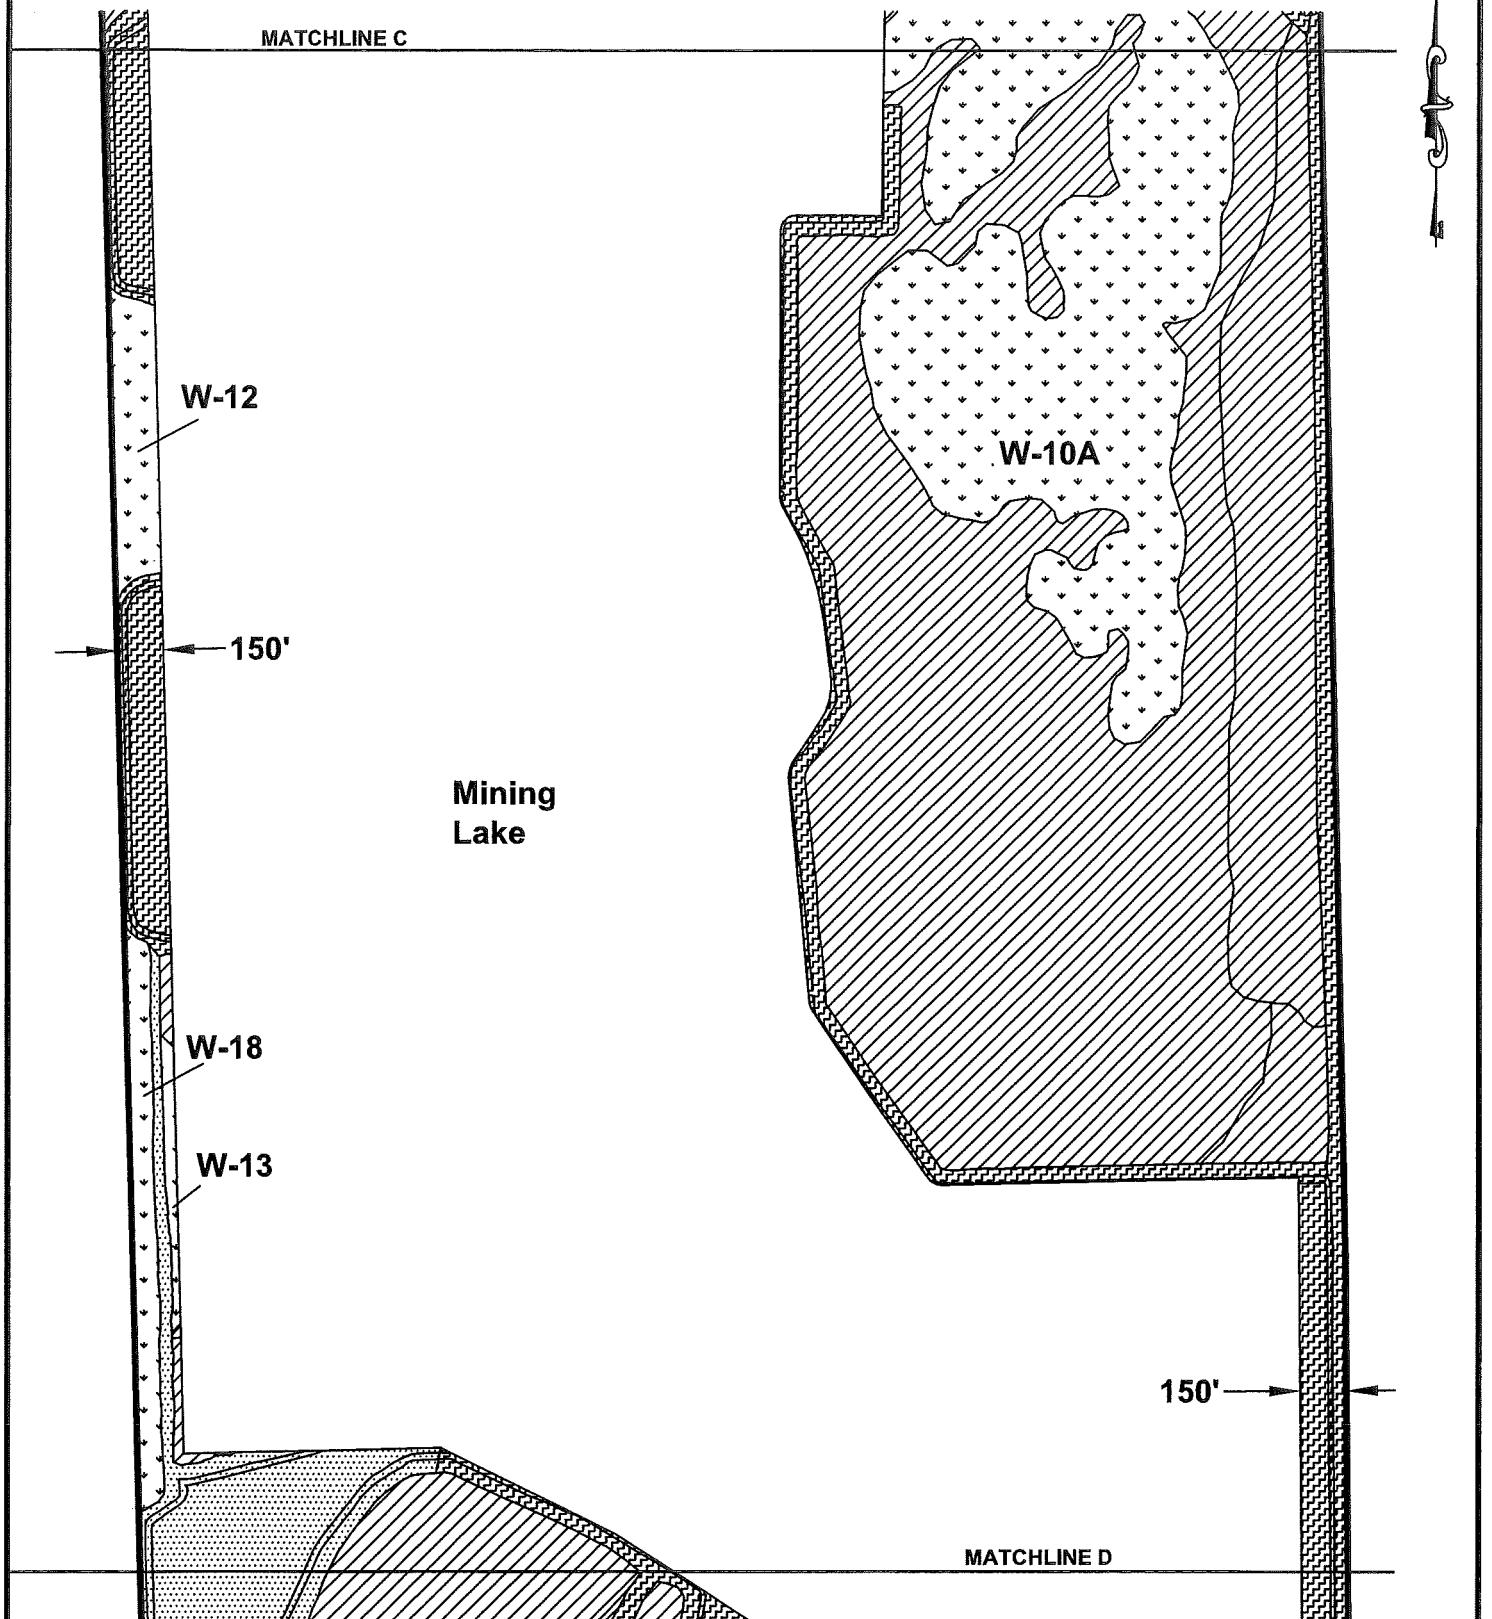 MATCHLINE C
W-12
W-10A
150'
Mining
Lake
W-18
W-13
150'
MATCHLINE D